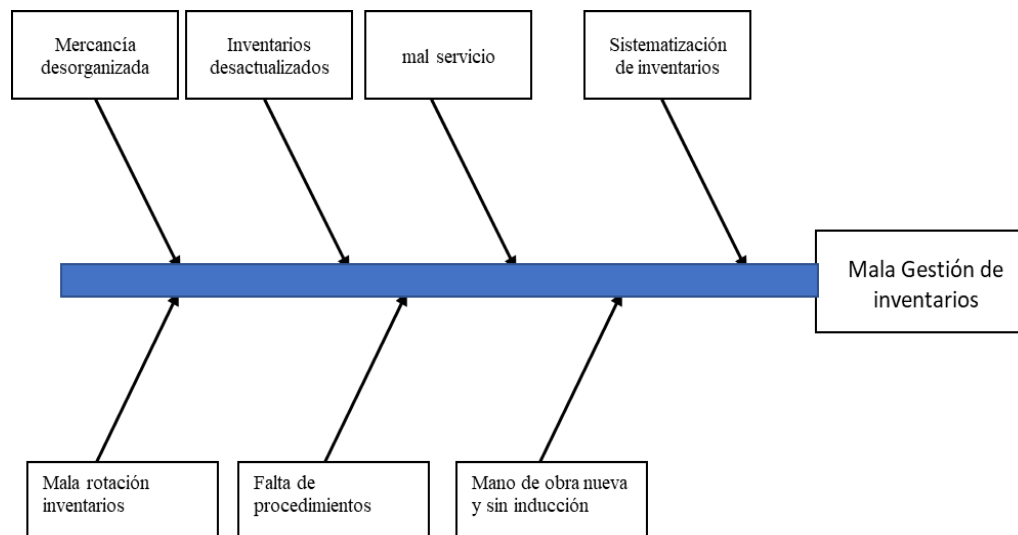 Mercancía
desorganizada
Inventarios
desactualizados
mal servicio
Sistematización
de inventarios
Mala Gestión de
inventarios
Mala rotación
inventarios
Falta de
procedimientos
Mano de obra nueva
y sin inducción